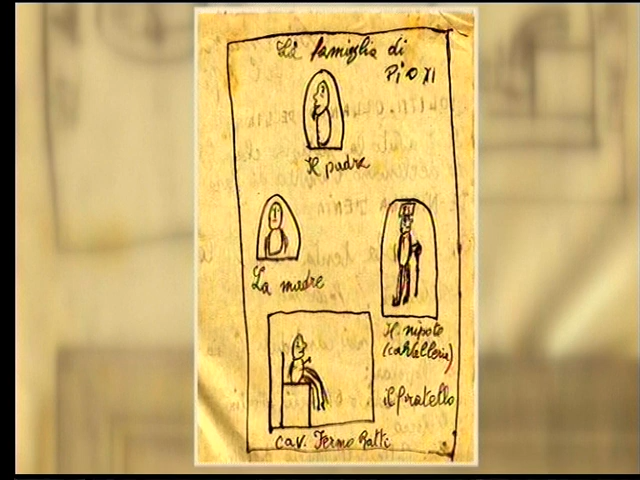 La famiglia di
Pio XI
Il padre
La madre
Il nipote
(cavalleria)
il fratello
cav. Fermo Ratti